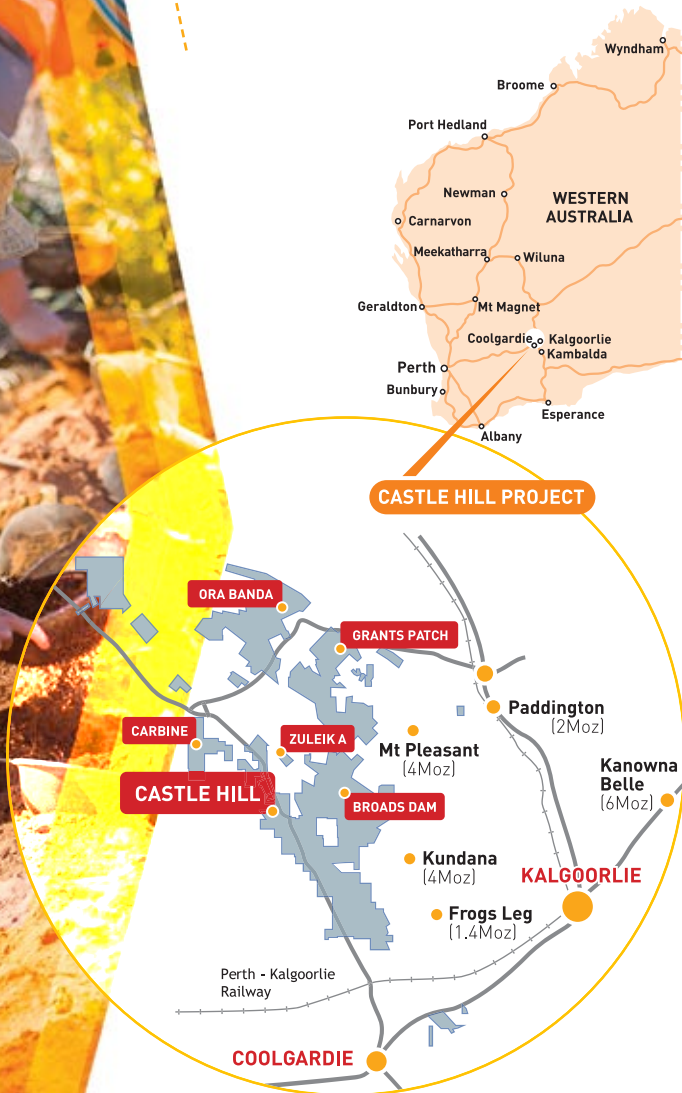 Wyndham
Broome
Port Hedland
Newman
WESTERN
AUSTRALIA
Carnarvon
Meekatharra
Wiluna
Geraldton
Mt Magnet
Coolgardie
Kalgoorlie
Kambalda
Perth
Bunbury
Esperance
Albany
CASTLE HILL PROJECT
ORA BANDA
GRANTS PATCH
Paddington
(2Moz)
CARBINE
ZULEIK A
Mt Pleasant
(4Moz)
Kanowna
Belle
(6Moz)
CASTLE HILL
BROADS DAM
Kundana
(4Moz)
KALGOORLIE
Frogs Leg
(1.4Moz)
Perth - Kalgoorlie
Railway
COOLGARDIE